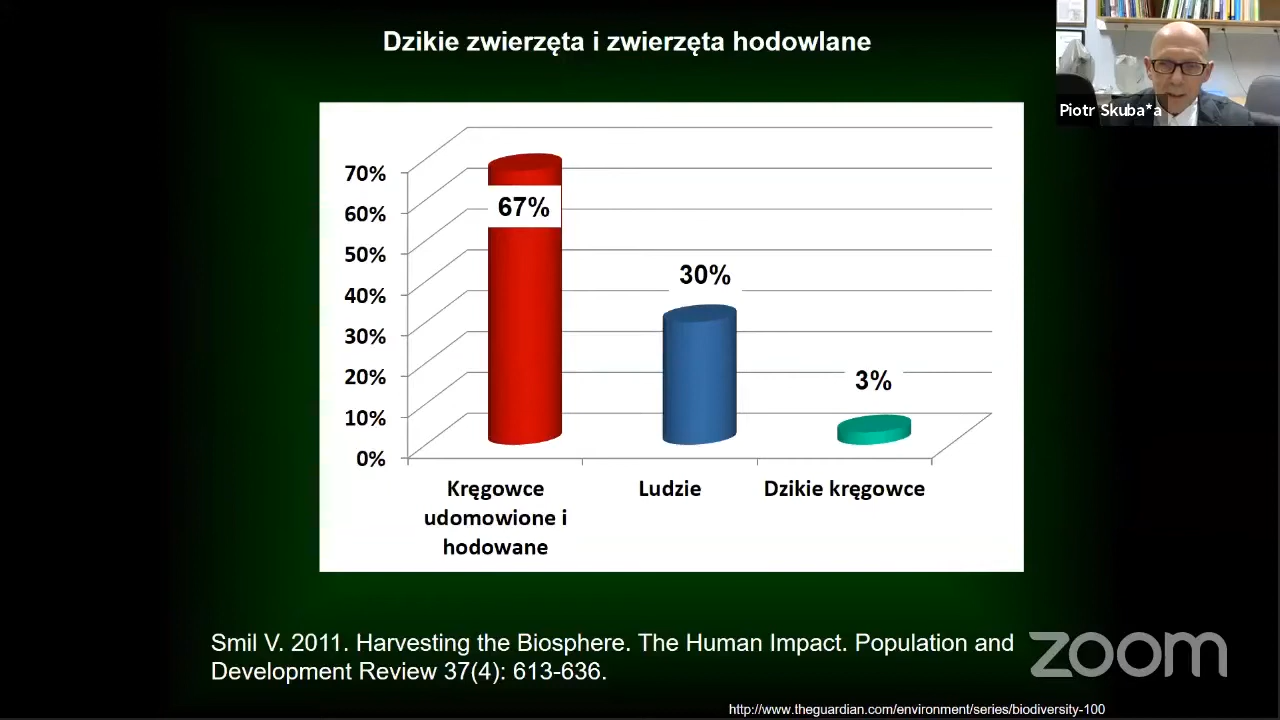 Dzikie zwierzęta i zwierzęta hodowlane
Piotr Skuba*a
70%
60%
50%
40%
30%
20%
10%
0%
67%
30%
3%
Kręgowce
udomowione i
hodowane
Ludzie
Dzikie kręgowce
Smil V. 2011. Harvesting the Biosphere. The Human Impact. Population and
Development Review 37(4): 613-636.
zoom
http://www.theguardian.com/environment/series/biodiversity-100